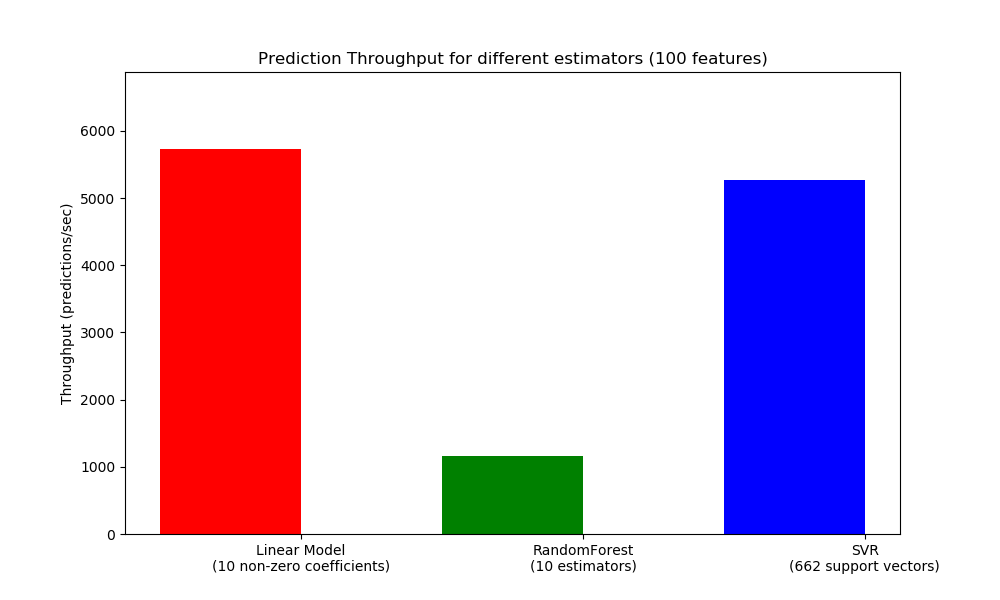 Prediction Throughput for different estimators (100 features)
Throughput (predictions/sec)
6000
5000
4000
3000
2000
1000
0
Linear Model
(10 non-zero coefficients)
RandomForest
(10 estimators)
SVR
(662 support vectors)